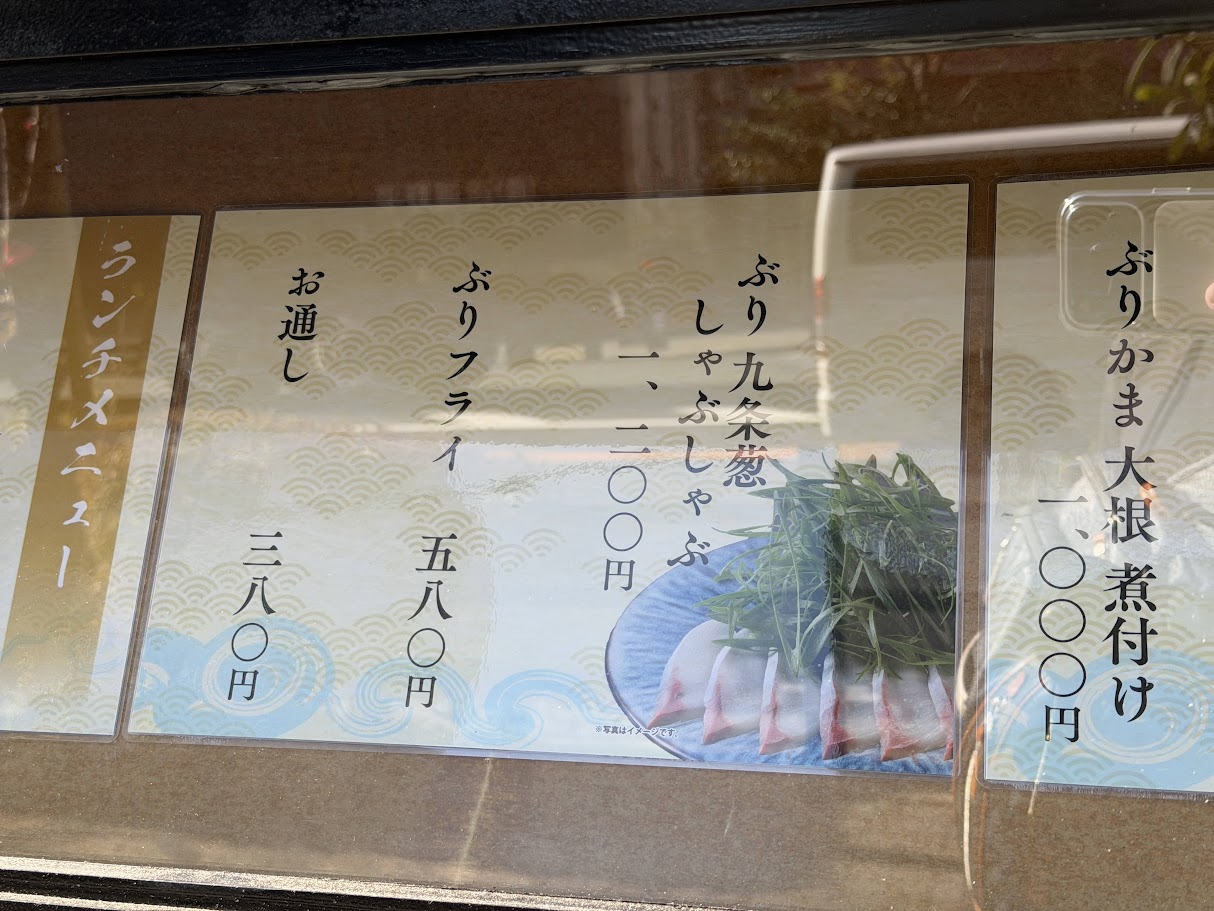 ぶりかま大根煮付け
一、〇〇〇円
ぶり九条葱
しゃぶしゃぶ
一、二〇〇円
ぶりフライ
五八〇円
お通し
三八〇円
※写真はイメージです。
ランチメニュー